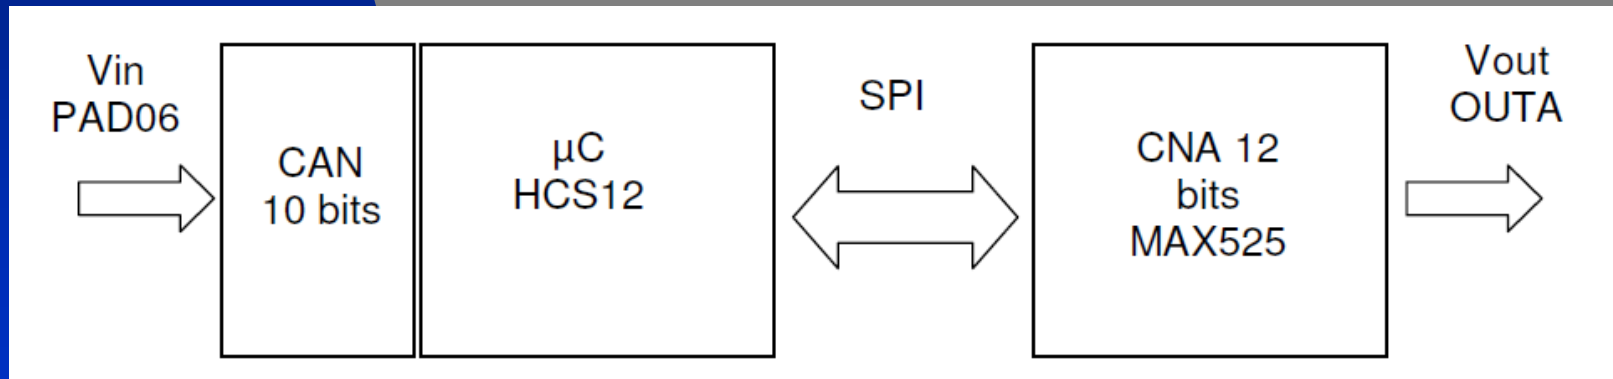 Vin
PAD06
CAN
10 bits
µC
HCS12
SPI
CNA 12
bits
MAX525
Vout
OUTA